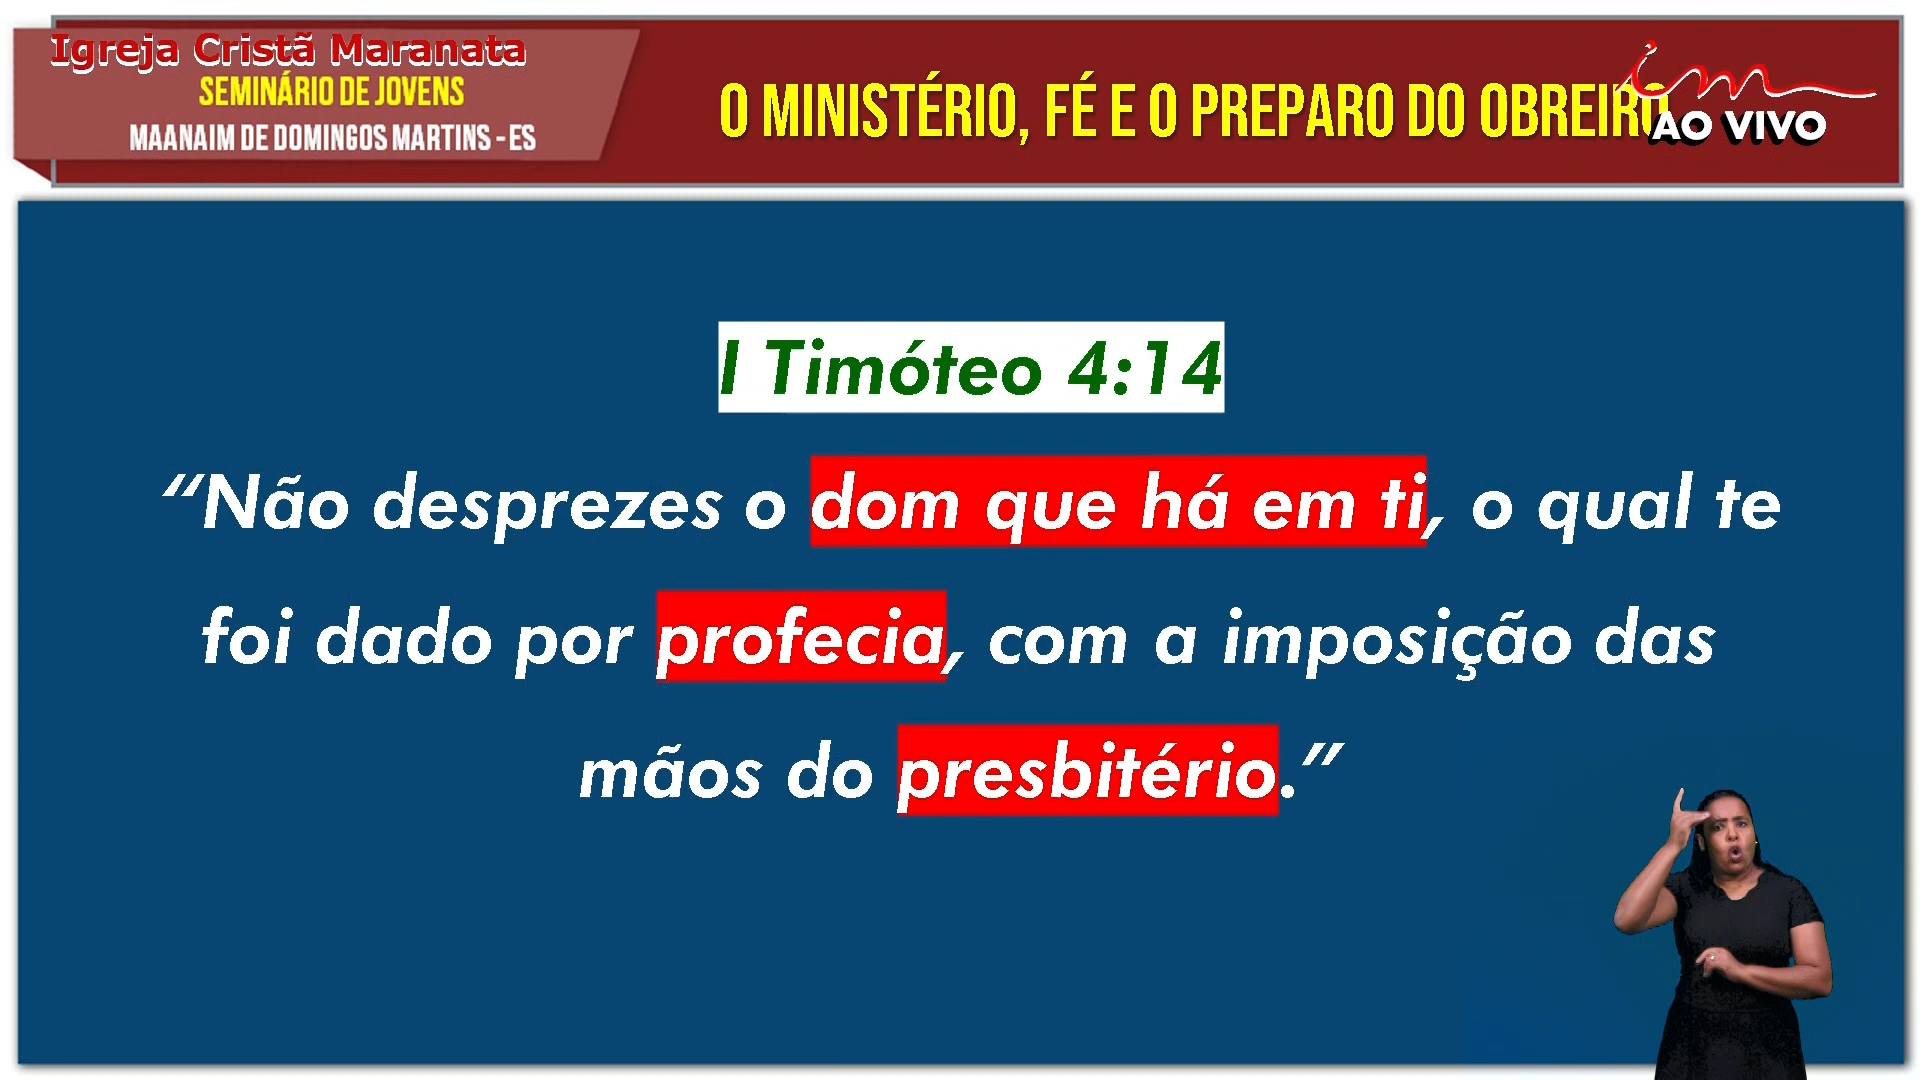 Igreja Cristã Maranata
SEMINÁRIO DE JOVENS
MAANAIM DE DOMINGOS MARTINS - ES
O MINISTÉRIO, FÉ E O PREPARO DO OBREIRO
im
AO VIVO
I Timóteo 4:14
“Não desprezes o dom que há em ti, o qual te
foi dado por profecia, com a imposição das
mãos do presbitério.”